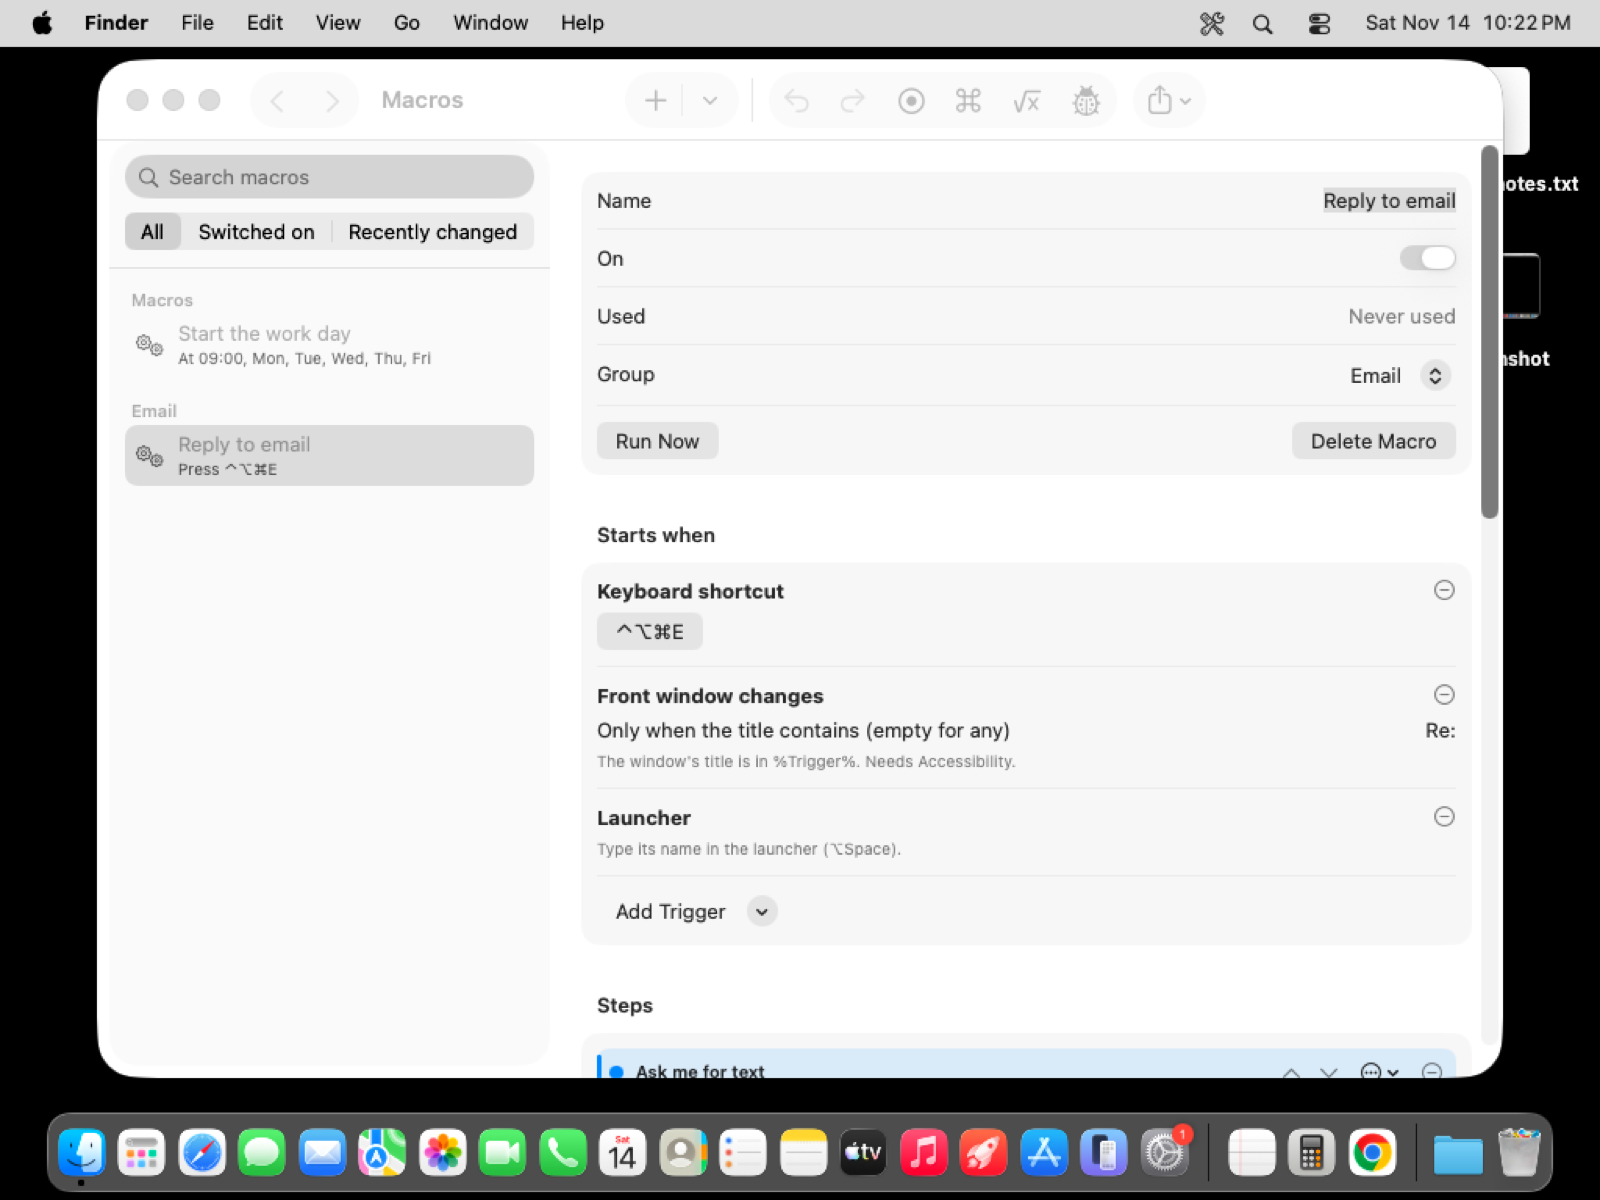 Finder File Edit View Go Window Help Sat Nov 14 10:22 PM
Macros
Search macros
All Switched on Recently changed
Macros
Start the work day
At 09:00, Mon, Tue, Wed, Thu, Fri
Email
Reply to email
Press ⌃⌥⌘E
Name Reply to email
On
Used Never used
Group Email
Run Now Delete Macro
Starts when
Keyboard shortcut
⌃⌥⌘E
Front window changes
Only when the title contains (empty for any) Re:
The window's title is in %Trigger%. Needs Accessibility.
Launcher
Type its name in the launcher (⌥Space).
Add Trigger
Steps
Ask me for text
otes.txt
nshot
Sat
14
tv
1